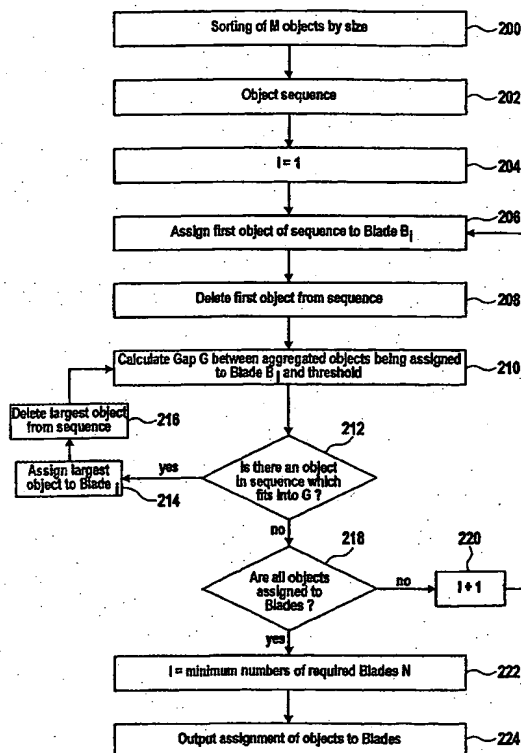 Sorting of M objects by size
200
Object sequence
202
I = 1
204
206
Assign first object of sequence to Blade Bi
Delete first object from sequence
208
Calculate Gap G between aggregated objects being assigned
to Blade Bi and threshold
210
Delete largest object
from sequence
216
212
Is there an object
in sequence which
fits into G ?
yes
Assign largest
object to Blade i
214
no
218
220
Are all objects
assigned to
Blades ?
no
I + 1
yes
I = minimum numbers of required Blades N
222
Output assignment of objects to Blades
224